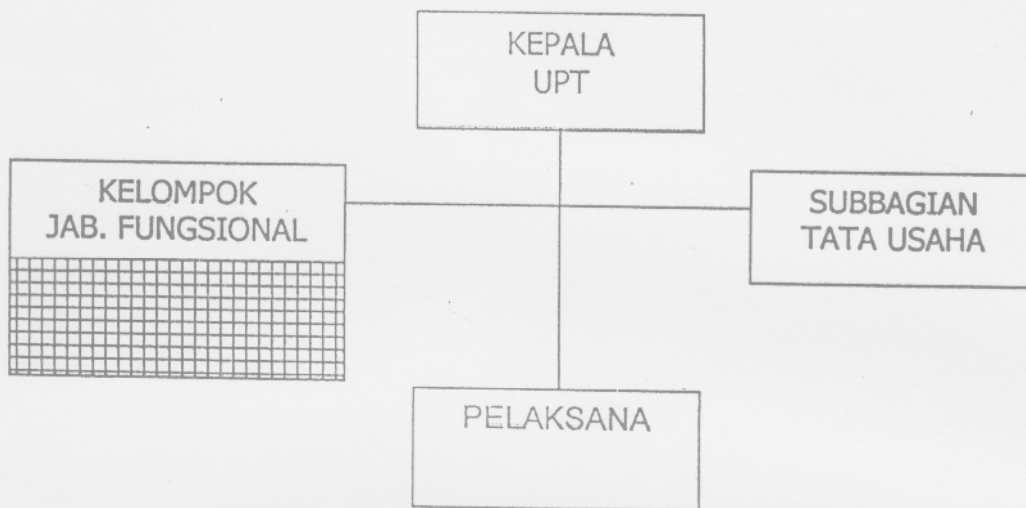 KEPALA
UPT
KELOMPOK
JAB. FUNGSIONAL
SUBBAGIAN
TATA USAHA
PELAKSANA